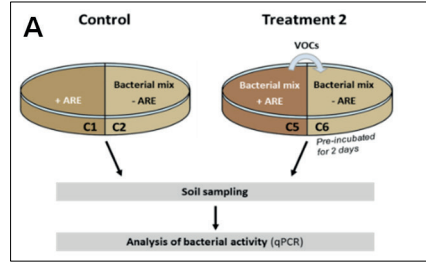 A
Control
Treatment 2
VOCs
+ ARE
Bacterial mix
- ARE
Bacterial mix
+ ARE
Bacterial mix
- ARE
C1 C2
C5 C6
Pre-incubated
for 2 days
Soil sampling
Analysis of bacterial activity (qPCR)